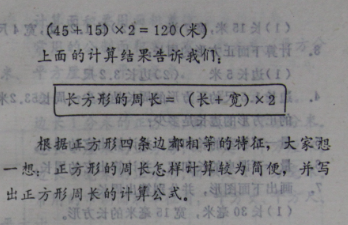 (45+15)×2=120(米)
上面的计算结果告诉我们:
长方形的周长=(长+宽)×2
根据正方形四条边都相等的特征,大家想
一想:正方形的周长怎样计算较为简便,并写
出正方形周长的计算公式。